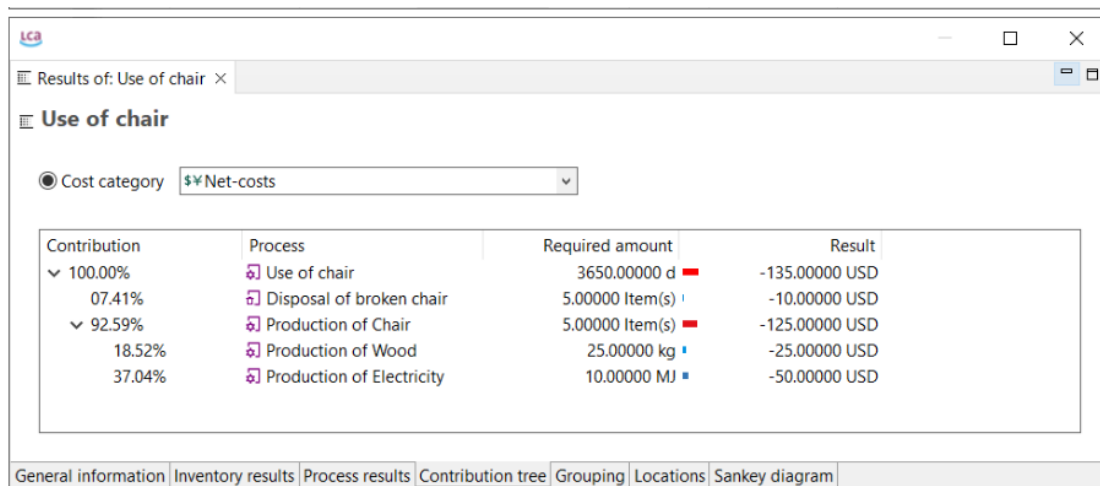 LCA
Results of: Use of chair
Use of chair
Cost category $¥ Net-costs
Contribution Process Required amount Result
100.00% Use of chair 3650.00000 d -135.00000 USD
07.41% Disposal of broken chair 5.00000 Item(s) -10.00000 USD
92.59% Production of Chair 5.00000 Item(s) -125.00000 USD
18.52% Production of Wood 25.00000 kg -25.00000 USD
37.04% Production of Electricity 10.00000 MJ -50.00000 USD
General information Inventory results Process results Contribution tree Grouping Locations Sankey diagram